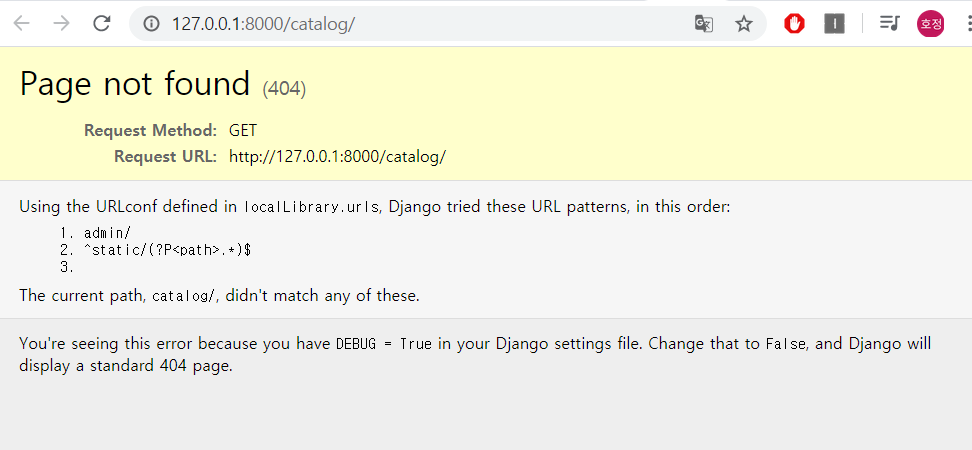 127.0.0.1:8000/catalog/
호정
Page not found (404)
Request Method: GET
Request URL: http://127.0.0.1:8000/catalog/
Using the URLconf defined in localLibrary.urls, Django tried these URL patterns, in this order:
1. admin/
2. ^static/(?P<path>.*)$
3.
The current path, catalog/, didn't match any of these.
You're seeing this error because you have DEBUG = True in your Django settings file. Change that to False, and Django will
display a standard 404 page.